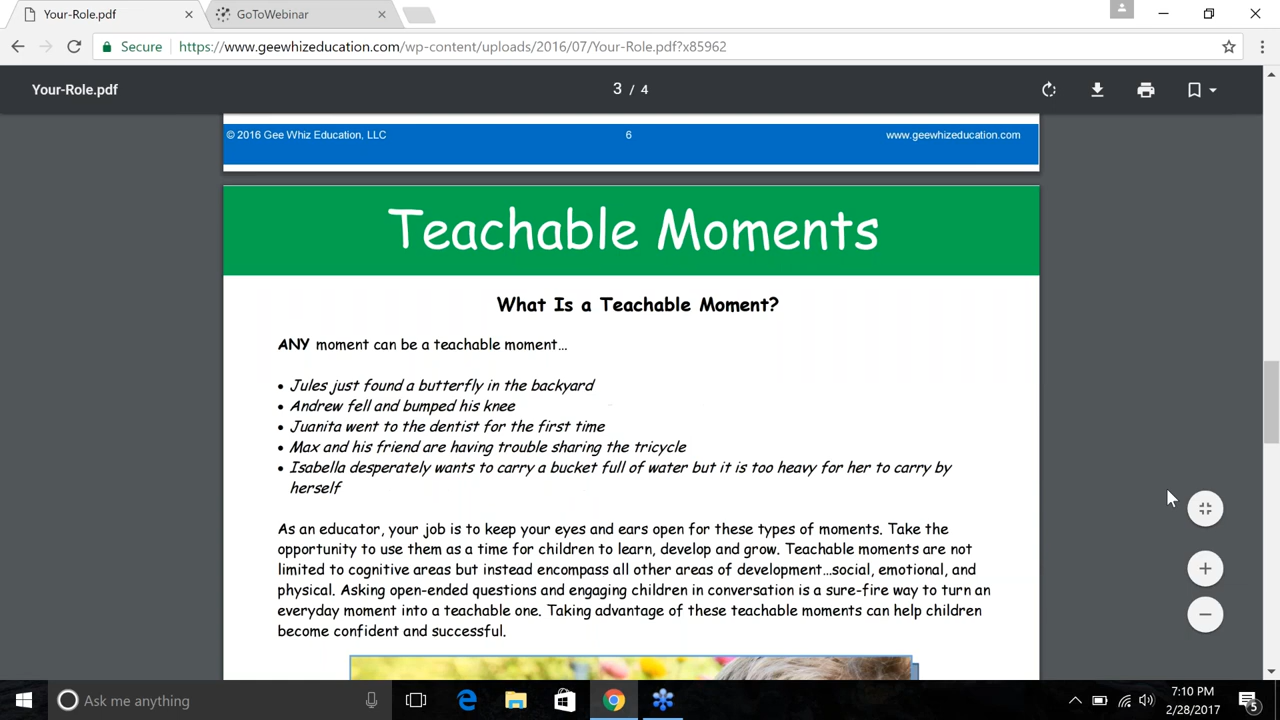 Your-Role.pdf
GoToWebinar
Secure
https://www.geewhizeducation.com/wp-content/uploads/2016/07/Your-Role.pdf?x85962
Your-Role.pdf
3 / 4
© 2016 Gee Whiz Education, LLC
6
www.geewhizeducation.com
Teachable Moments
What Is a Teachable Moment?
ANY moment can be a teachable moment…
• Jules just found a butterfly in the backyard
• Andrew fell and bumped his knee
• Juanita went to the dentist for the first time
• Max and his friend are having trouble sharing the tricycle
• Isabella desperately wants to carry a bucket full of water but it is too heavy for her to carry by
herself
As an educator, your job is to keep your eyes and ears open for these types of moments. Take the
opportunity to use them as a time for children to learn, develop and grow. Teachable moments are not
limited to cognitive areas but instead encompass all other areas of development…social, emotional, and
physical. Asking open-ended questions and engaging children in conversation is a sure-fire way to turn an
everyday moment into a teachable one. Taking advantage of these teachable moments can help children
become confident and successful.
Ask me anything
7:10 PM
2/28/2017
5